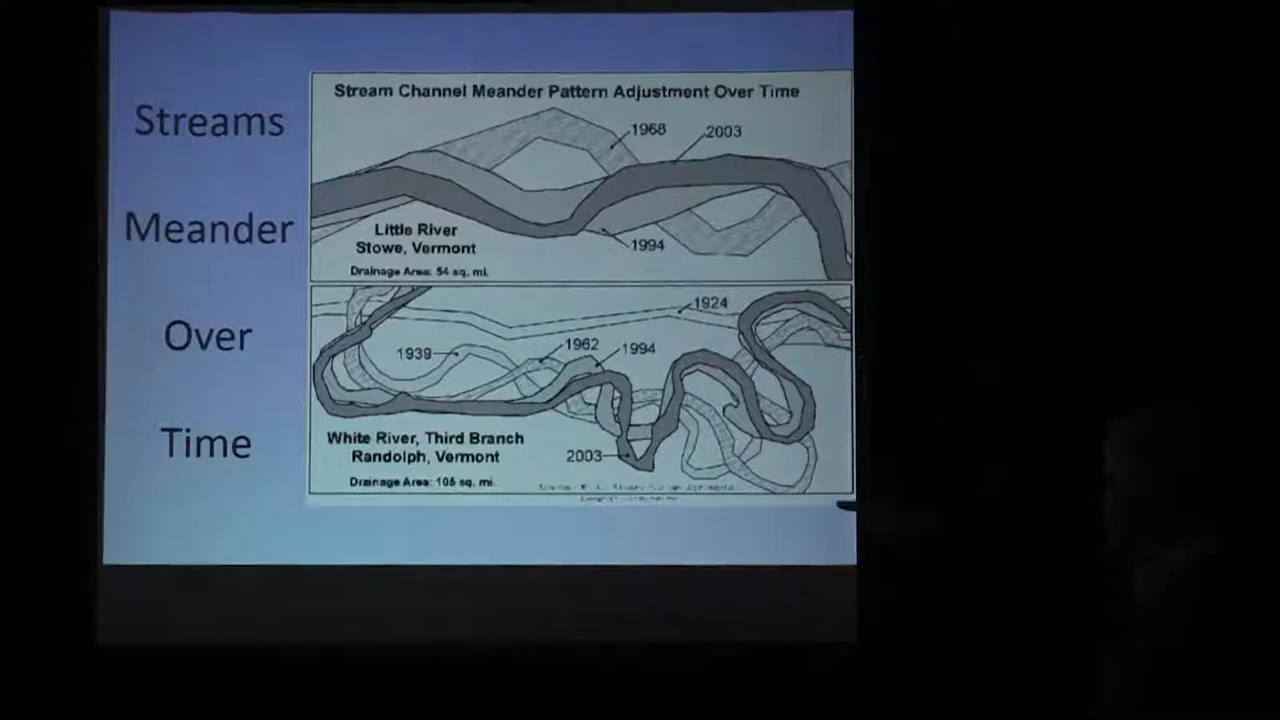 Streams
Meander
Over
Time
Stream Channel Meander Pattern Adjustment Over Time
1968
2003
Little River
Stowe, Vermont
1994
Drainage Area: 54 sq. mi.
1924
1939
1962
1994
White River, Third Branch
Randolph, Vermont
2003
Drainage Area: 105 sq. mi.